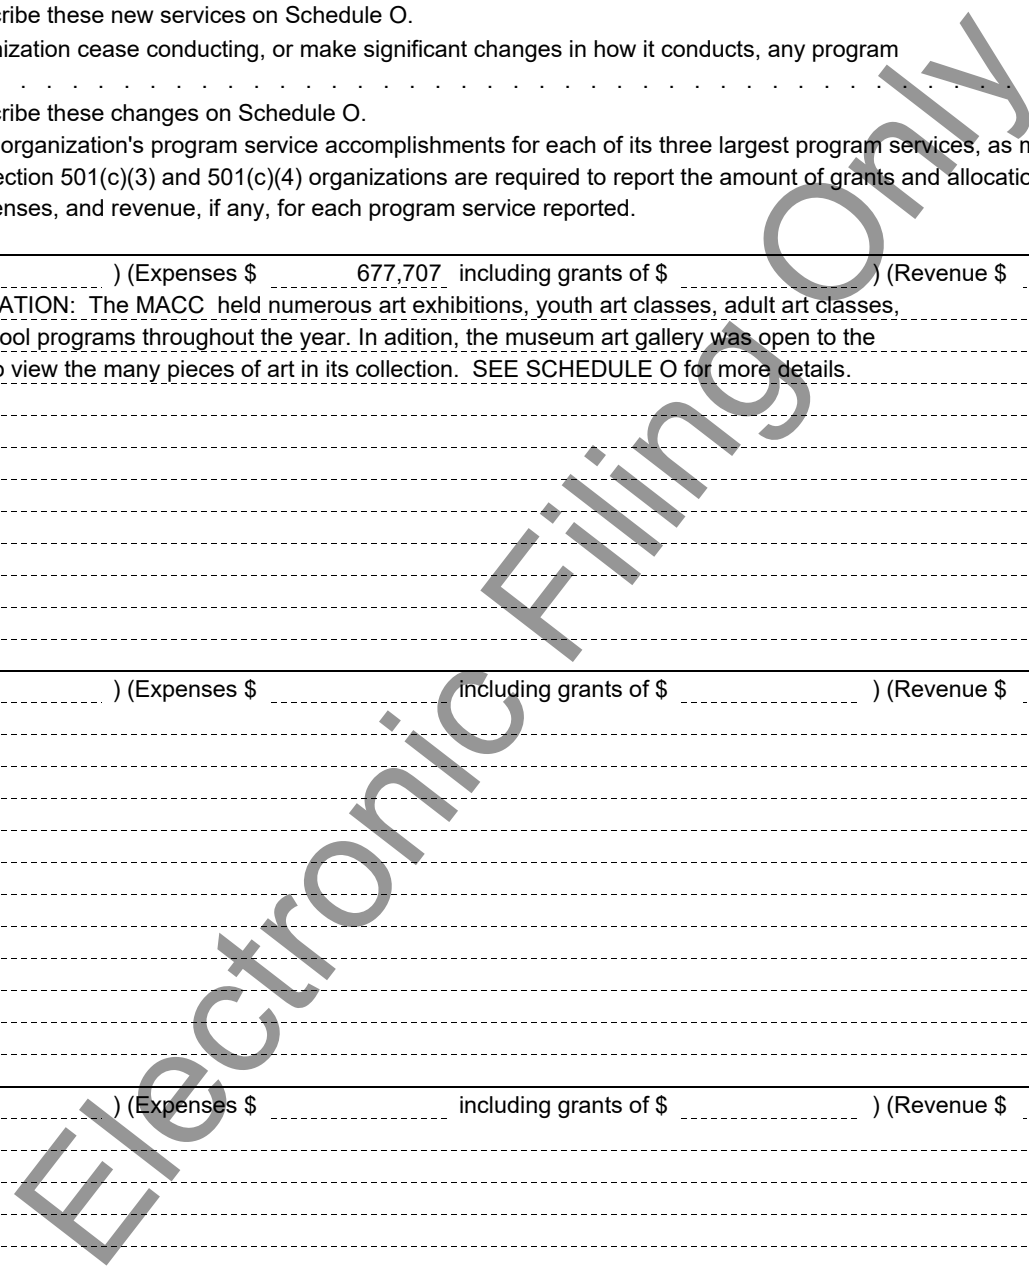 ribe these new services on Schedule O.
nization cease conducting, or make significant changes in how it conducts, any program
. . . . . . . . . . . . . . . . . . . . . . . . . . . . . . . . . . . . . . .
ribe these changes on Schedule O.
organization's program service accomplishments for each of its three largest program services, as m
ection 501(c)(3) and 501(c)(4) organizations are required to report the amount of grants and allocatio
enses, and revenue, if any, for each program service reported.
) (Expenses $ 677,707 including grants of $ ) (Revenue $
ATION: The MACC held numerous art exhibitions, youth art classes, adult art classes,
ool programs throughout the year. In adition, the museum art gallery was open to the
o view the many pieces of art in its collection. SEE SCHEDULE O for more details.
) (Expenses $ including grants of $ ) (Revenue $
) (Expenses $ including grants of $ ) (Revenue $
Electronic Filing Only